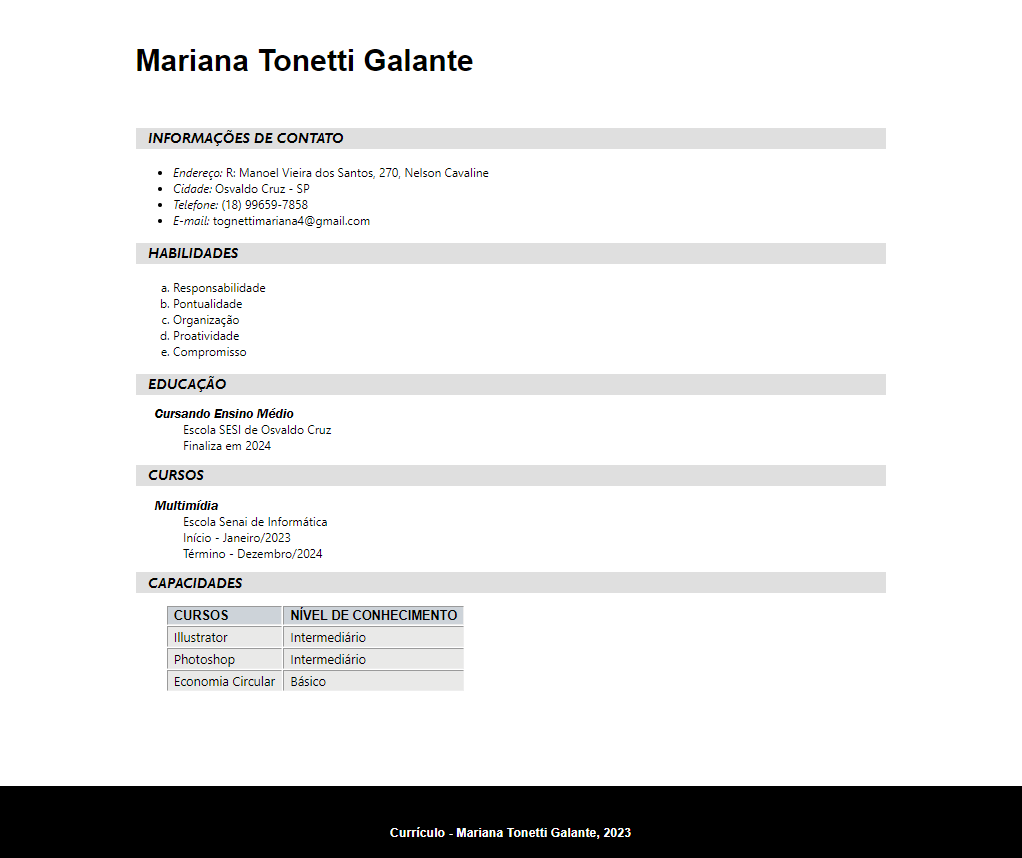 Mariana Tonetti Galante
INFORMAÇÕES DE CONTATO
• Endereço: R: Manoel Vieira dos Santos, 270, Nelson Cavaline
• Cidade: Osvaldo Cruz - SP
• Telefone: (18) 99659-7858
• E-mail: tognettimariana4@gmail.com
HABILIDADES
a. Responsabilidade
b. Pontualidade
c. Organização
d. Proatividade
e. Compromisso
EDUCAÇÃO
Cursando Ensino Médio
Escola SESI de Osvaldo Cruz
Finaliza em 2024
CURSOS
Multimídia
Escola Senai de Informática
Início - Janeiro/2023
Término - Dezembro/2024
CAPACIDADES
CURSOS NÍVEL DE CONHECIMENTO
Illustrator Intermediário
Photoshop Intermediário
Economia Circular Básico
Currículo - Mariana Tonetti Galante, 2023